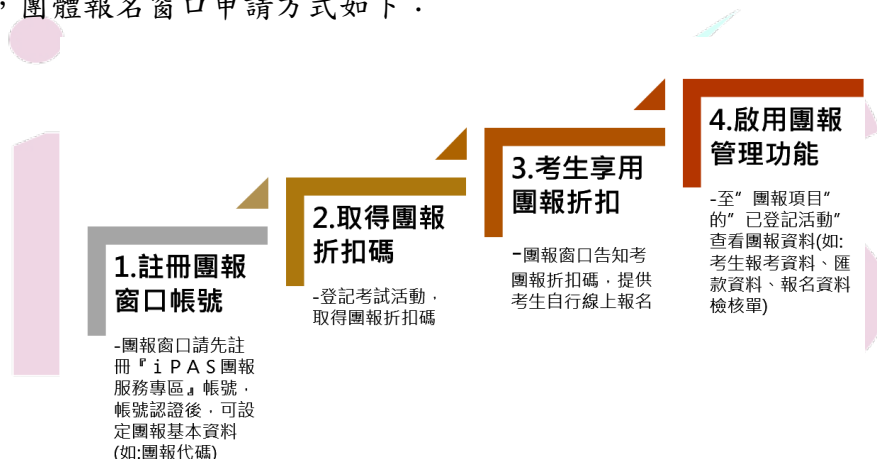 ，團體報名窗口申請方式如下：
1.註冊團報
窗口帳號
-團報窗口請先註
冊『ｉＰＡＳ團報
服務專區』帳號，
帳號認證後，可設
定團報基本資料
(如:團報代碼)
2.取得團報
折扣碼
-登記考試活動，
取得團報折扣碼
3.考生享用
團報折扣
-團報窗口告知考
團報折扣碼，提供
考生自行線上報名
4.啟用團報
管理功能
-至”團報項目”
的”已登記活動”
查看團報資料(如:
考生報考資料、匯
款資料、報名資料
檢核單)